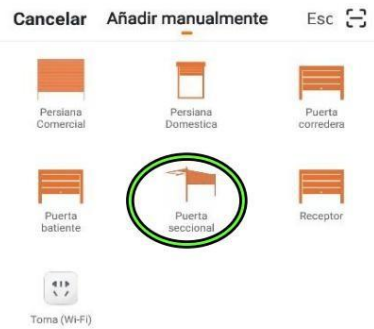 Cancelar Añadir manualmente Esc
Persiana Comercial
Persiana Domestica
Puerta corredera
Puerta batiente
Puerta seccional
Receptor
Toma (Wi-Fi)